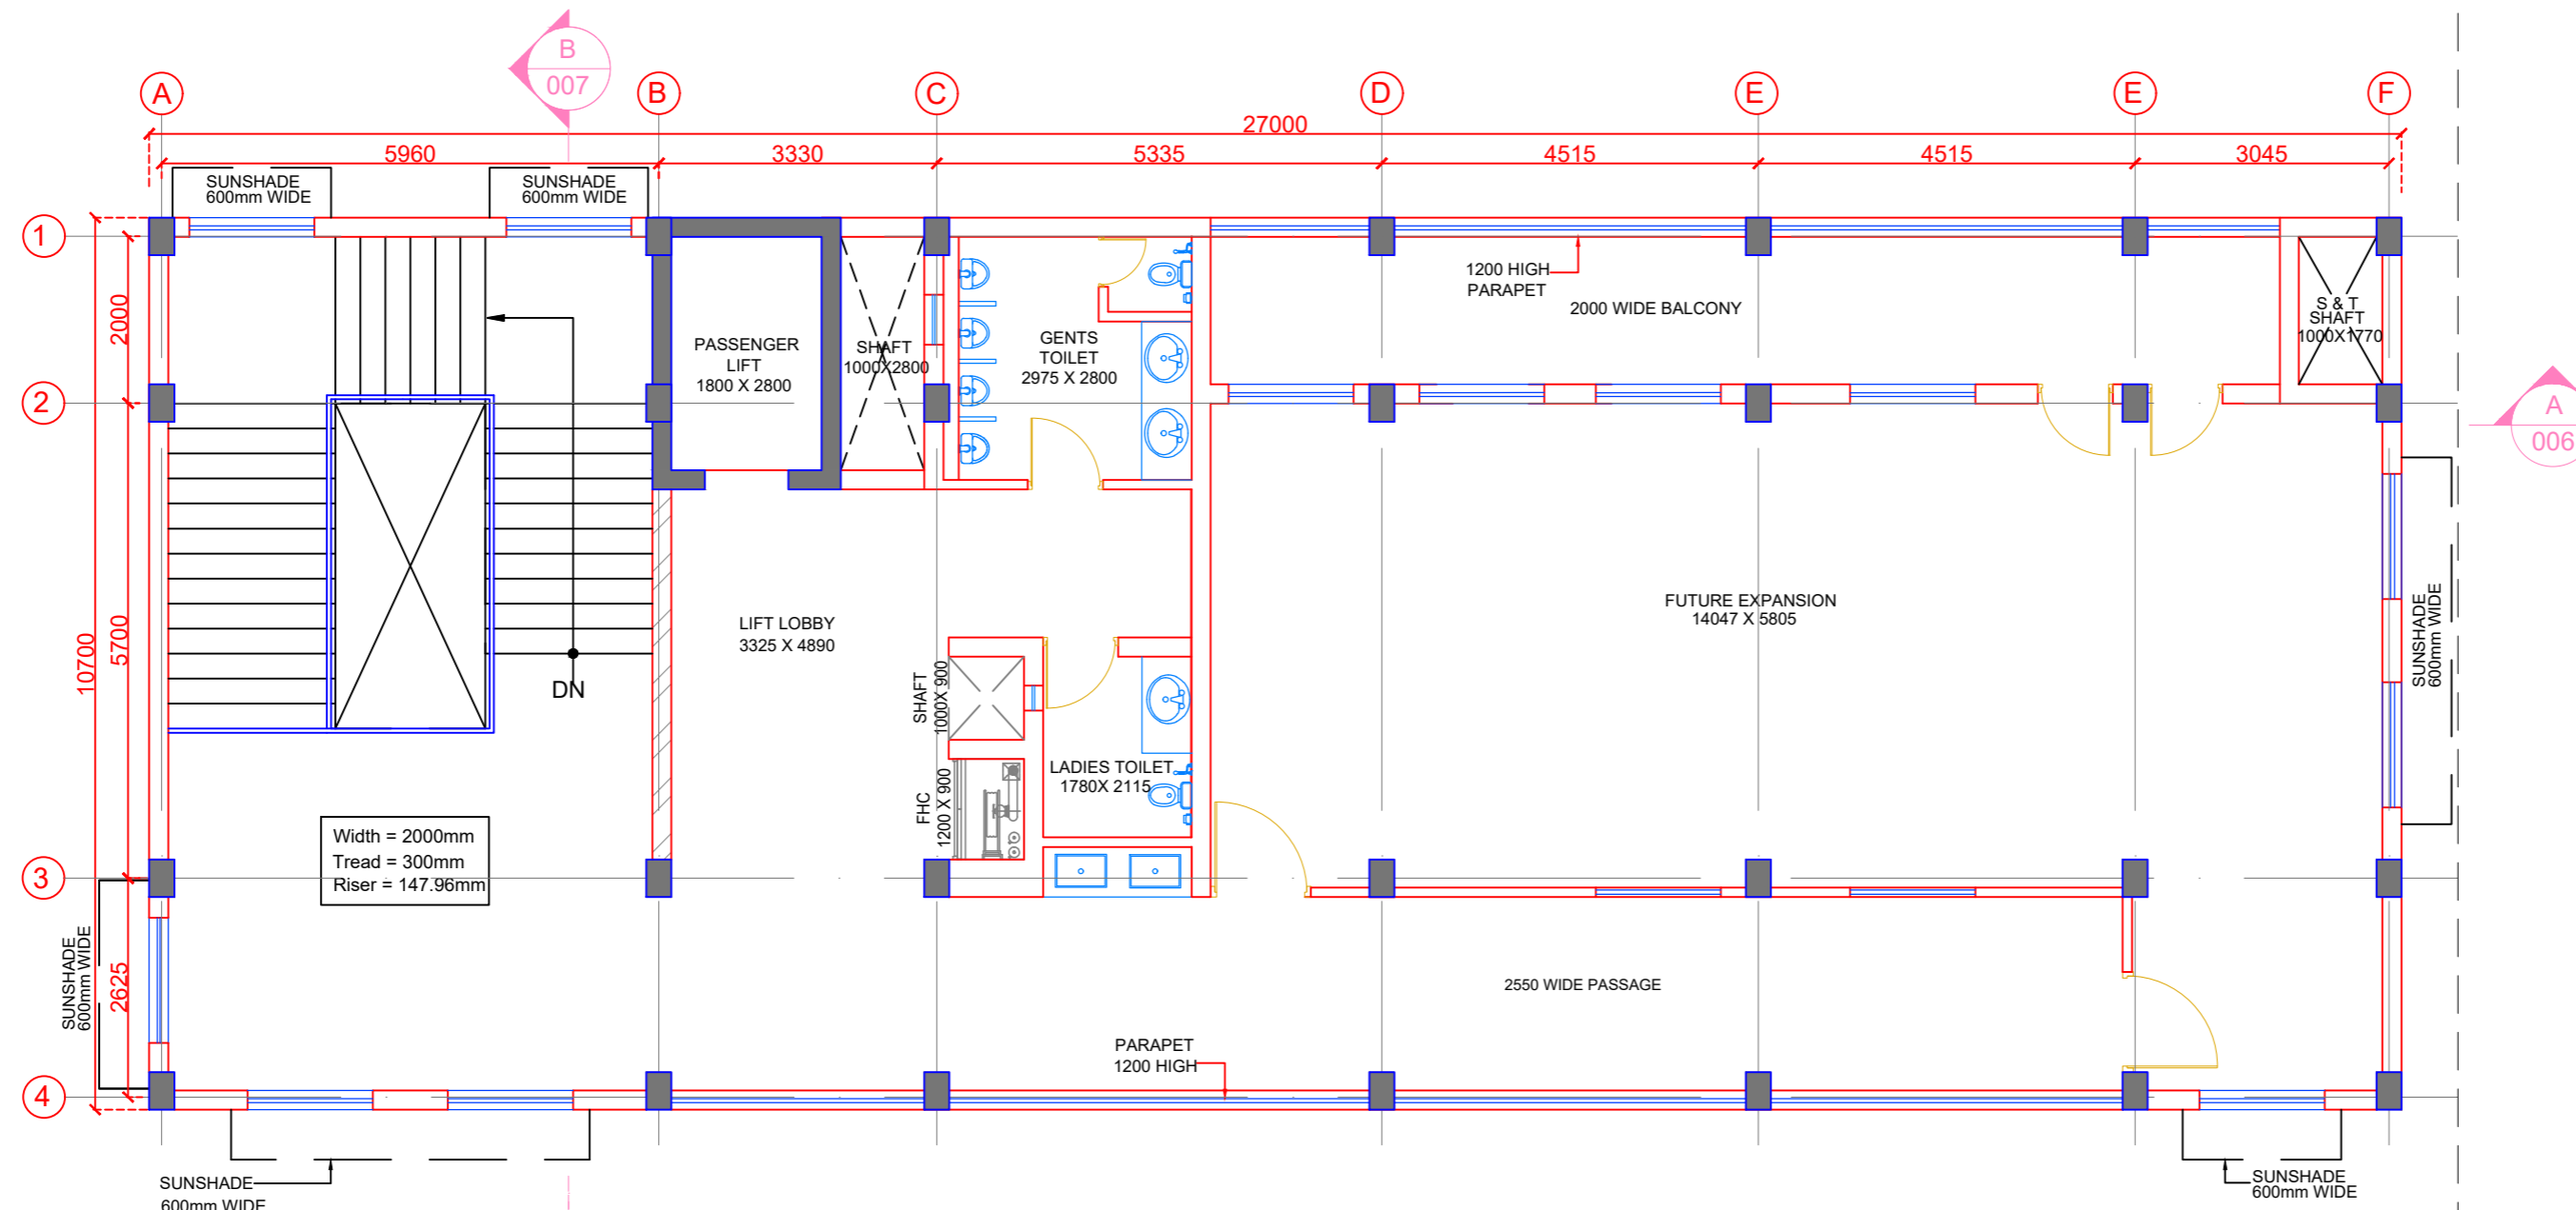 B
007
A
B
C
D
E
E
F
27000
5960
3330
5335
4515
4515
3045
SUNSHADE
600mm WIDE
SUNSHADE
600mm WIDE
1
2
3
4
10700
2000
5700
2625
PASSENGER
LIFT
1800 X 2800
SHAFT
1000X2800
GENTS
TOILET
2975 X 2800
1200 HIGH
PARAPET
2000 WIDE BALCONY
S & T
SHAFT
1000X1770
A
006
LIFT LOBBY
3325 X 4890
FUTURE EXPANSION
14047 X 5805
SUNSHADE
600mm WIDE
DN
SHAFT
1000X 900
FHC
1200 X 900
LADIES TOILET
1780X 2115
Width = 2000mm
Tread = 300mm
Riser = 147.96mm
SUNSHADE
600mm WIDE
2550 WIDE PASSAGE
PARAPET
1200 HIGH
SUNSHADE
600mm WIDE
SUNSHADE
600mm WIDE